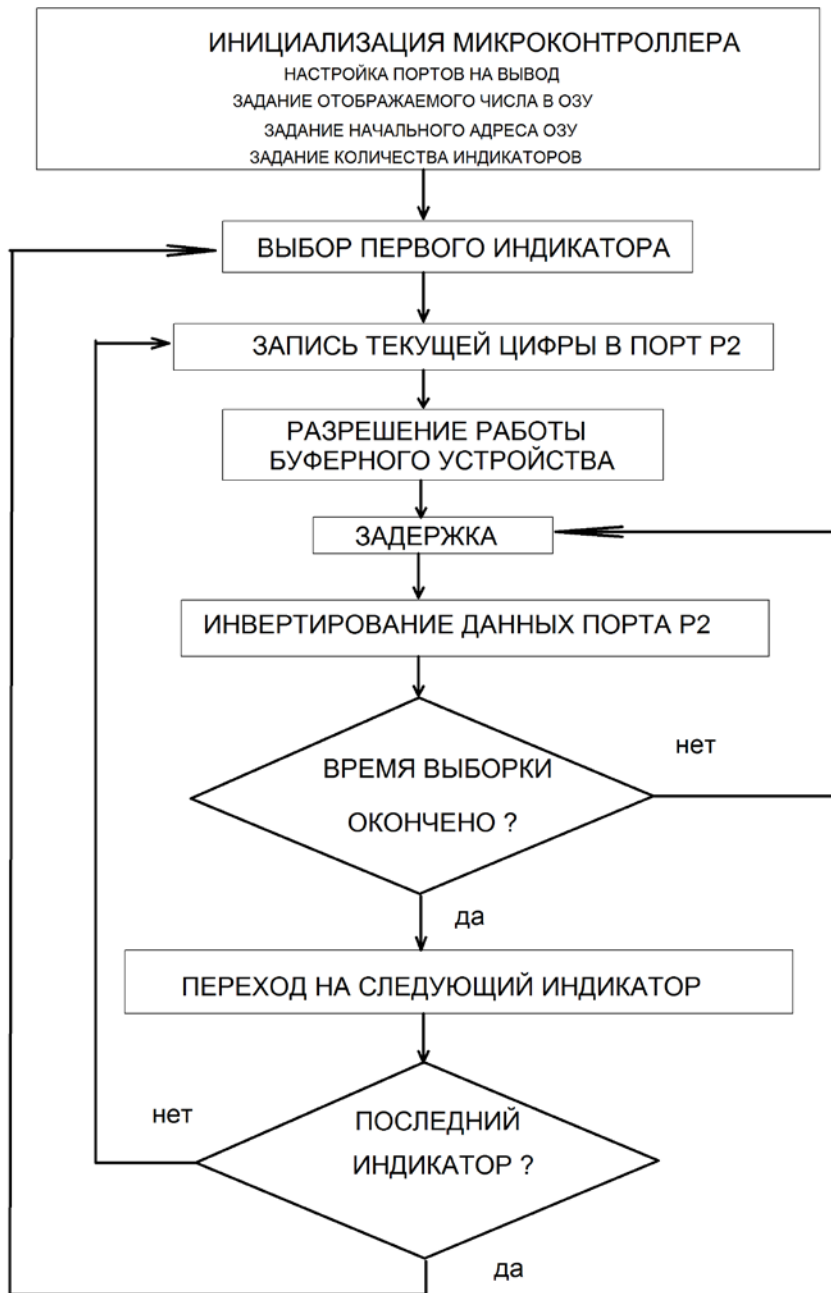 ИНИЦИАЛИЗАЦИЯ МИКРОКОНТРОЛЛЕРА
НАСТРОЙКА ПОРТОВ НА ВЫВОД
ЗАДАНИЕ ОТОБРАЖАЕМОГО ЧИСЛА В ОЗУ
ЗАДАНИЕ НАЧАЛЬНОГО АДРЕСА ОЗУ
ЗАДАНИЕ КОЛИЧЕСТВА ИНДИКАТОРОВ
ВЫБОР ПЕРВОГО ИНДИКАТОРА
ЗАПИСЬ ТЕКУЩЕЙ ЦИФРЫ В ПОРТ P2
РАЗРЕШЕНИЕ РАБОТЫ
БУФЕРНОГО УСТРОЙСТВА
ЗАДЕРЖКА
ИНВЕРТИРОВАНИЕ ДАННЫХ ПОРТА P2
ВРЕМЯ ВЫБОРКИ
ОКОНЧЕНО ?
нет
да
ПЕРЕХОД НА СЛЕДУЮЩИЙ ИНДИКАТОР
нет
ПОСЛЕДНИЙ
ИНДИКАТОР ?
да